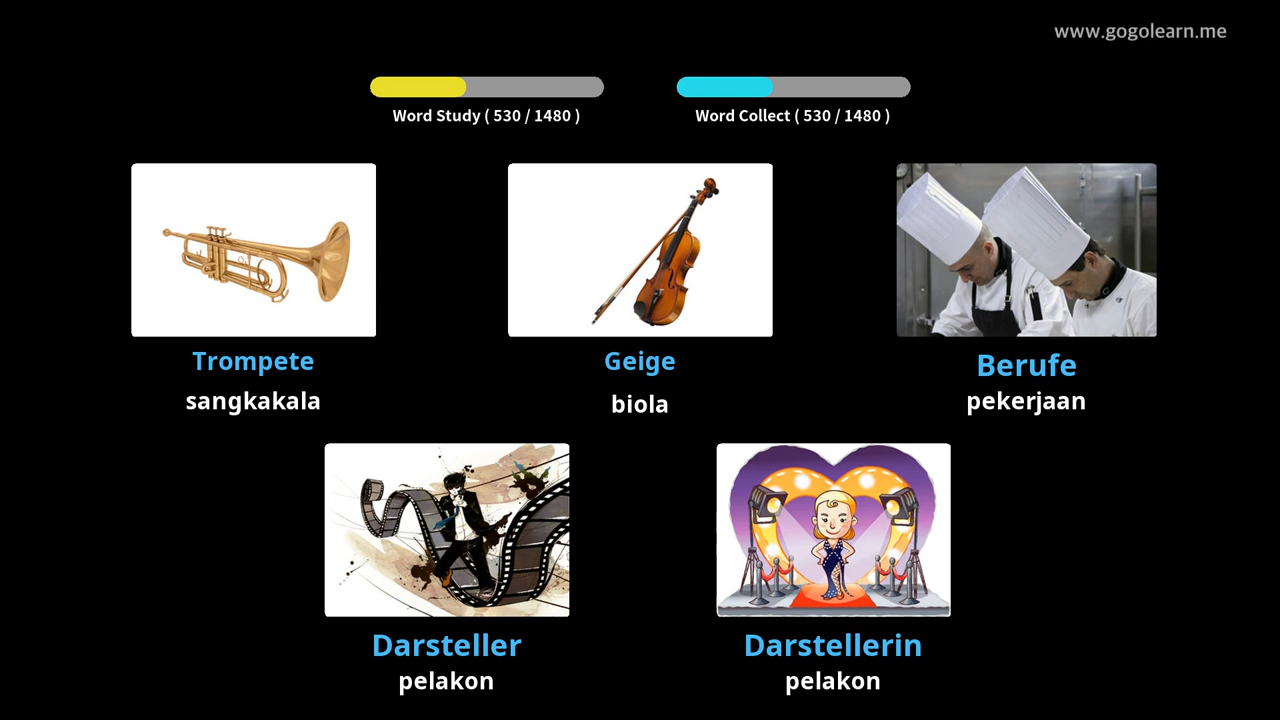 www.gogolearn.me
Word Study ( 530 / 1480 )
Word Collect ( 530 / 1480 )
Trompete
sangkakala
Geige
biola
Berufe
pekerjaan
Darsteller
pelakon
Darstellerin
pelakon